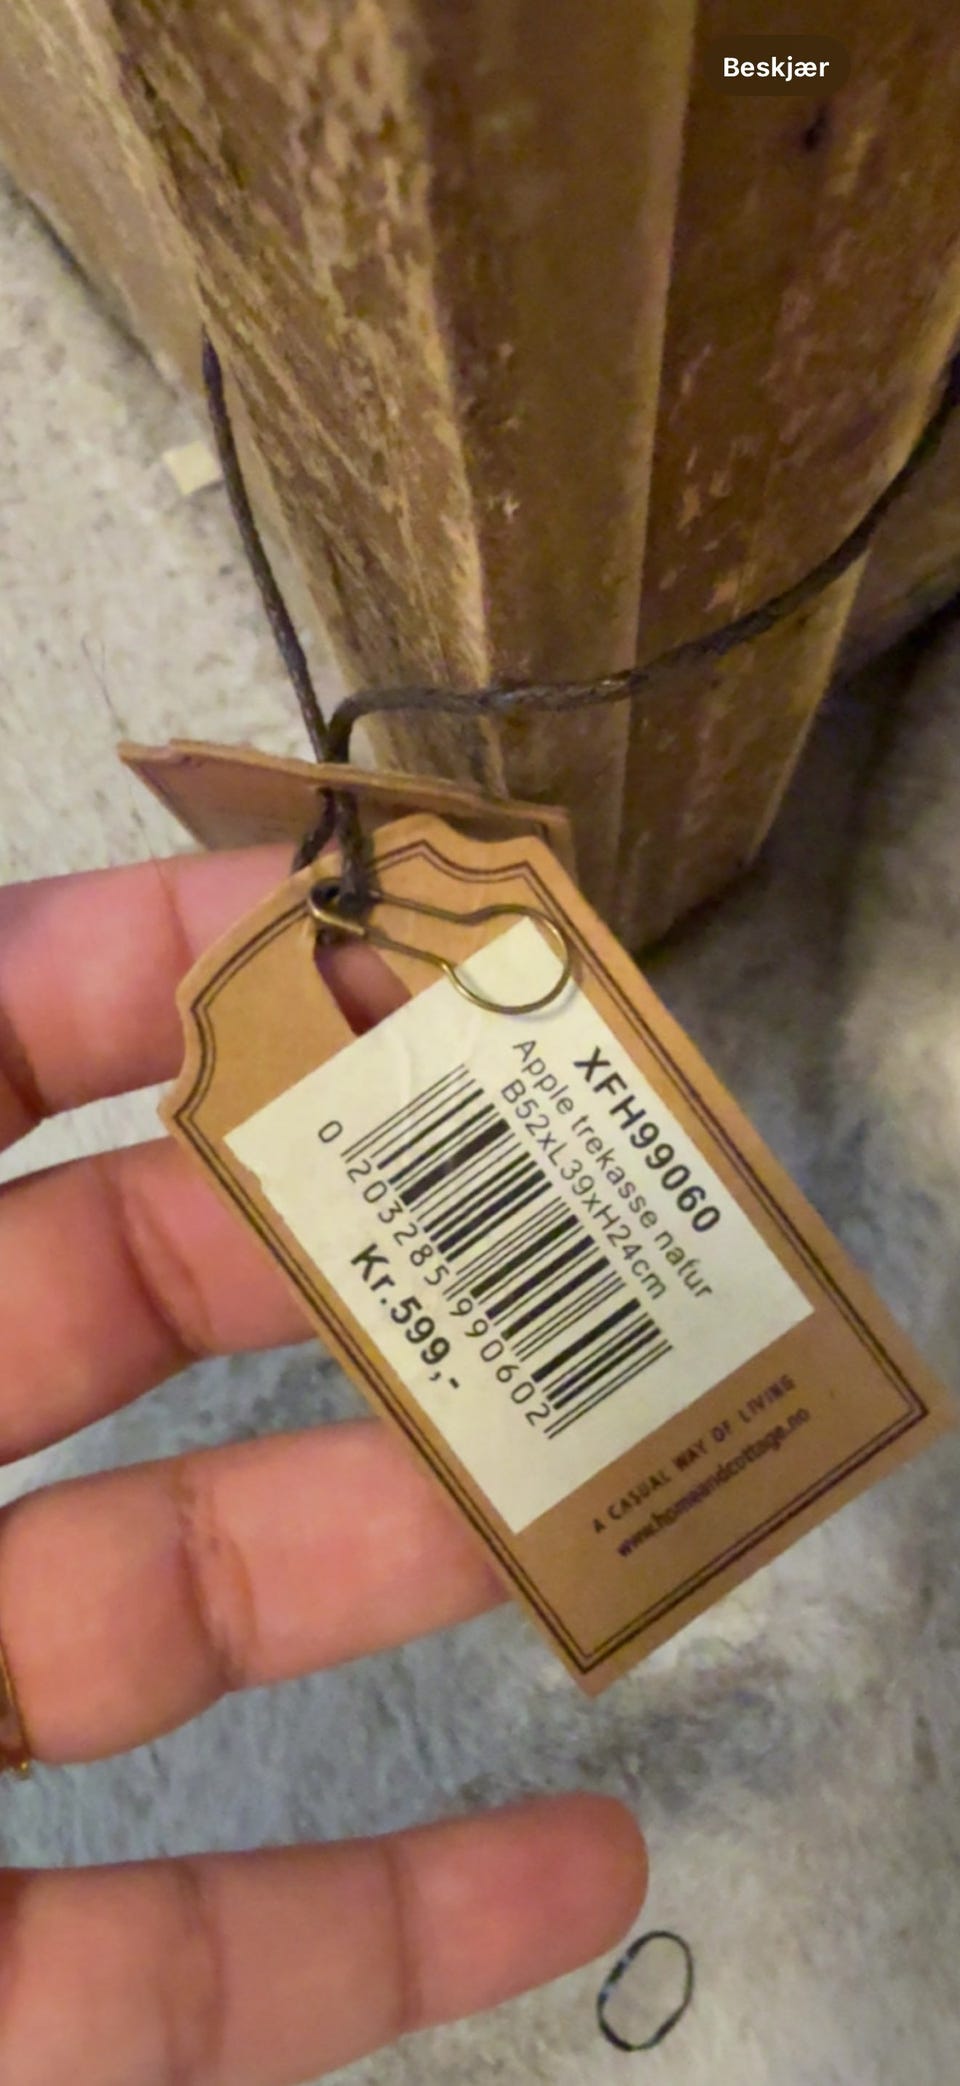 Beskjær
XFH99060
Apple trekasse natur
B52xL39xH24cm
0 203285 990602
Kr.599,-
A CASUAL WAY OF LIVING
www.homeandcottage.no